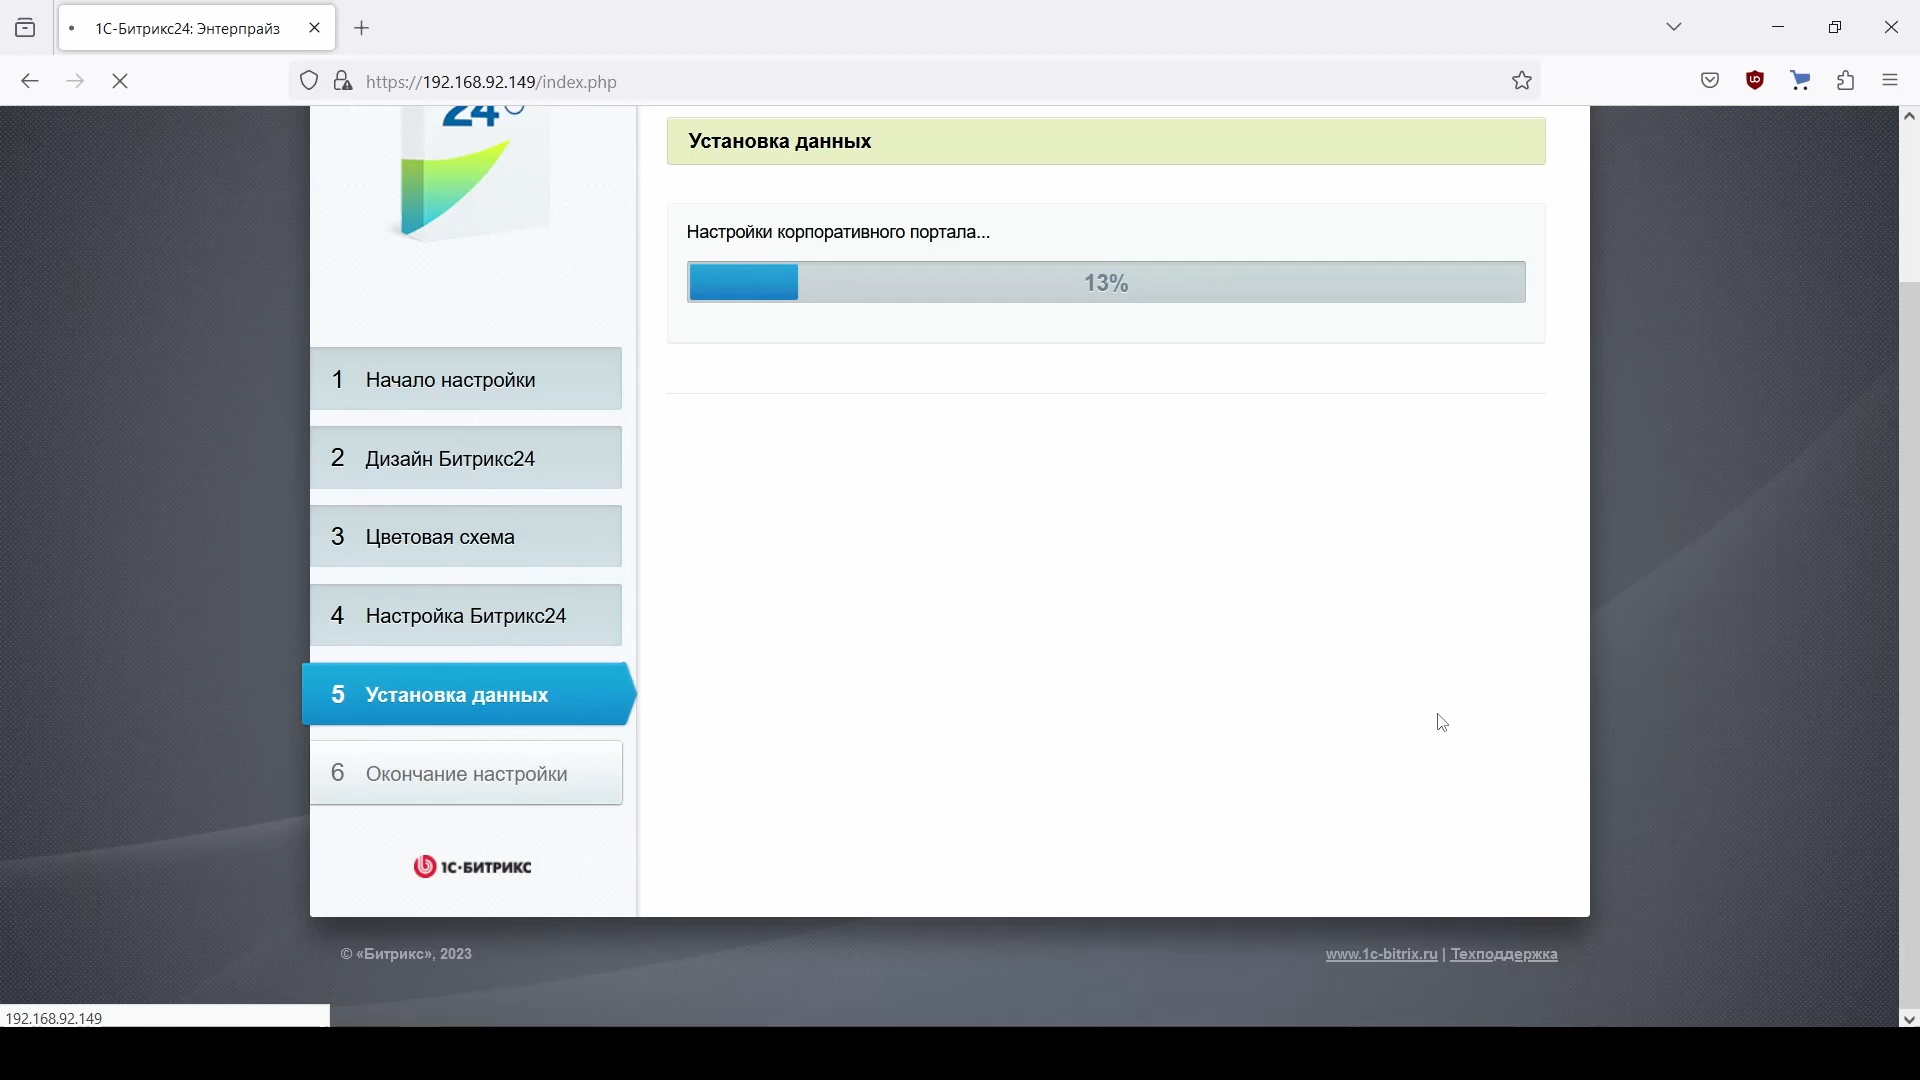 1С-Битрикс24: Энтерпрайз
https://192.168.92.149/index.php
24
Установка данных
Настройки корпоративного портала...
13%
1 Начало настройки
2 Дизайн Битрикс24
3 Цветовая схема
4 Настройка Битрикс24
5 Установка данных
6 Окончание настройки
1С·БИТРИКС
© «Битрикс», 2023
www.1c-bitrix.ru | Техподдержка
192.168.92.149